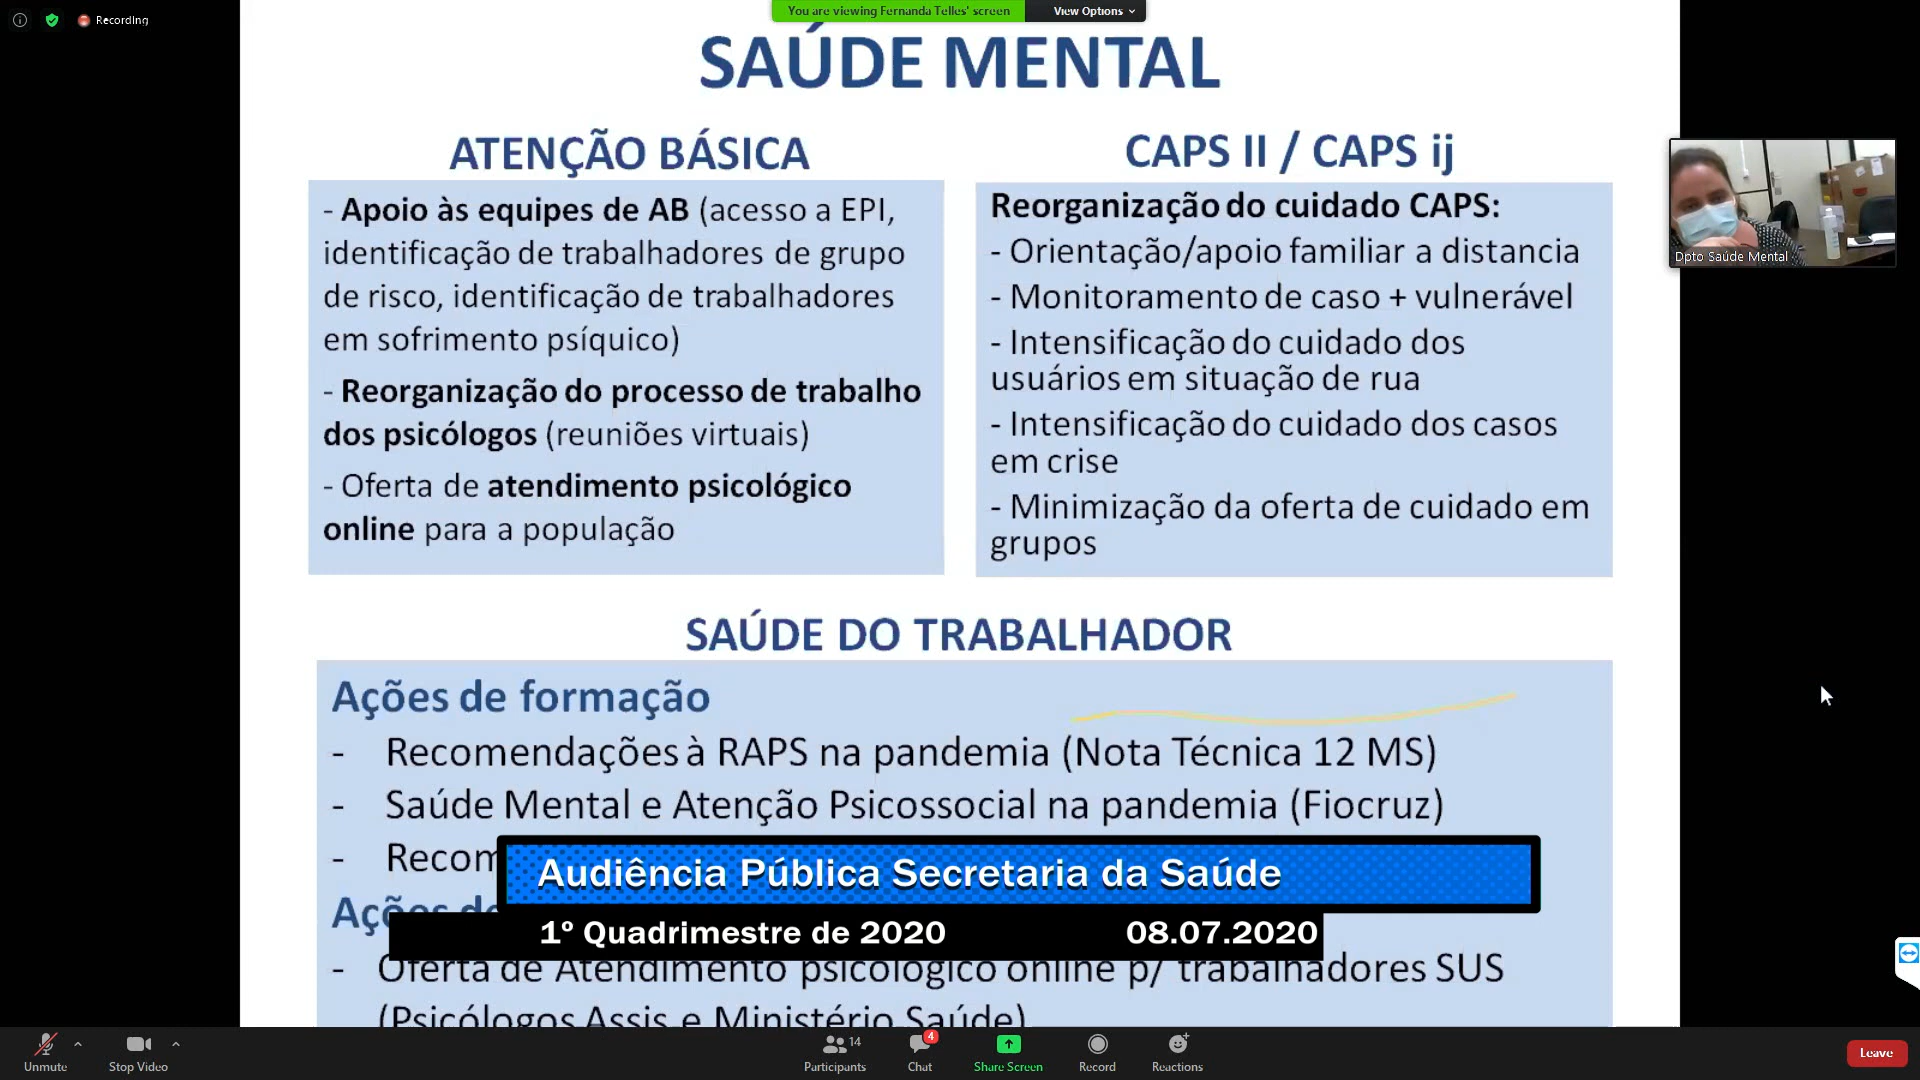 Recording
You are viewing Fernanda Telles' screen
View Options
SAÚDE MENTAL
ATENÇÃO BÁSICA
- Apoio às equipes de AB (acesso a EPI,
identificação de trabalhadores de grupo
de risco, identificação de trabalhadores
em sofrimento psíquico)
- Reorganização do processo de trabalho
dos psicólogos (reuniões virtuais)
- Oferta de atendimento psicológico
online para a população
CAPS II / CAPS ij
Reorganização do cuidado CAPS:
- Orientação/apoio familiar a distancia
- Monitoramento de caso + vulnerável
- Intensificação do cuidado dos
usuários em situação de rua
- Intensificação do cuidado dos casos
em crise
- Minimização da oferta de cuidado em
grupos
Dpto Saúde Mental
SAÚDE DO TRABALHADOR
Ações de formação
- Recomendações à RAPS na pandemia (Nota Técnica 12 MS)
- Saúde Mental e Atenção Psicossocial na pandemia (Fiocruz)
- Recom
Audiência Pública Secretaria da Saúde
Ações de
1º Quadrimestre de 2020 08.07.2020
- Oferta de Atendimento psicológico online p/ trabalhadores SUS
(Psicólogos Assis e Ministério Saúde)
Unmute
Stop Video
14
Participants
4
Chat
Share Screen
Record
Reactions
Leave